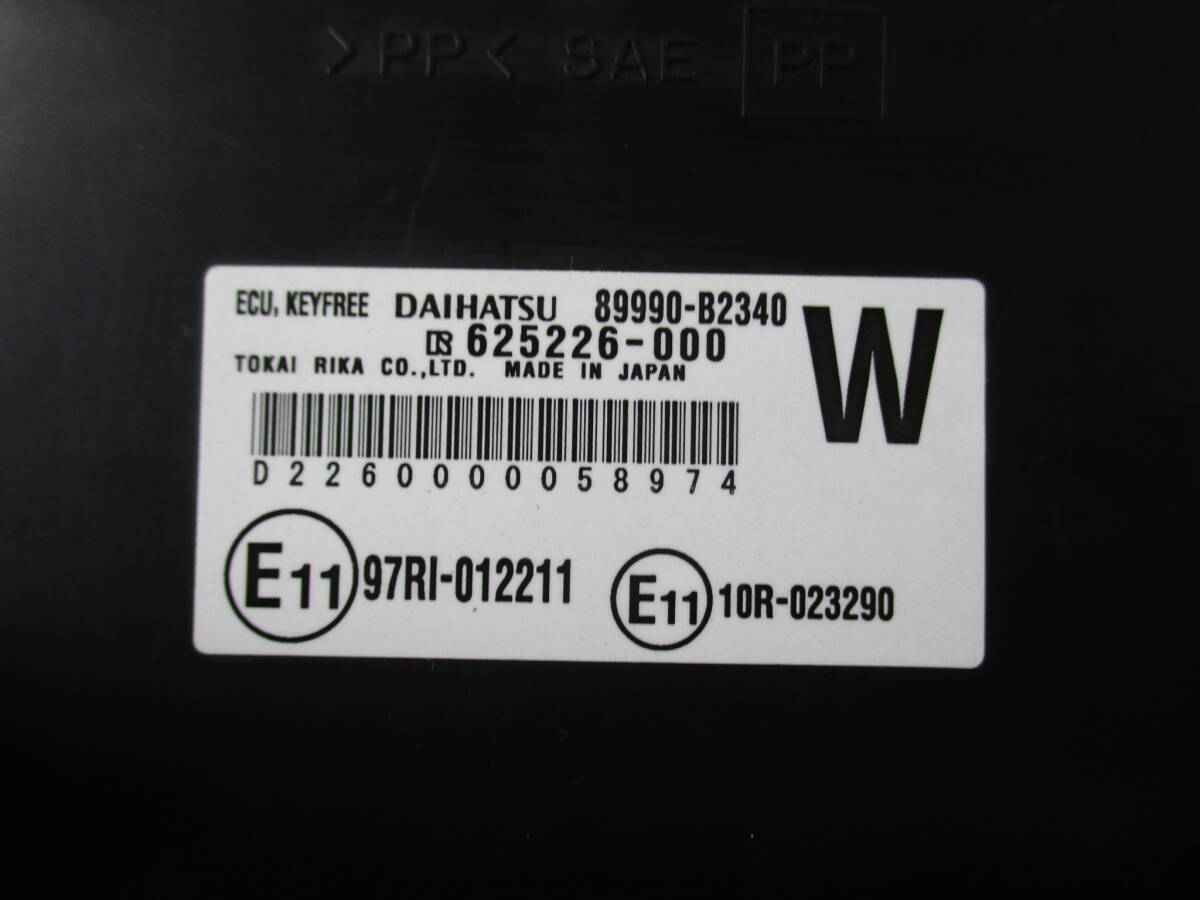 >PP< SAE PP
ECU, KEYFREE DAIHATSU 89990-B2340
625226-000
W
TOKAI RIKA CO.,LTD. MADE IN JAPAN
D2260000058974
E11 97RI-012211
E11 10R-023290